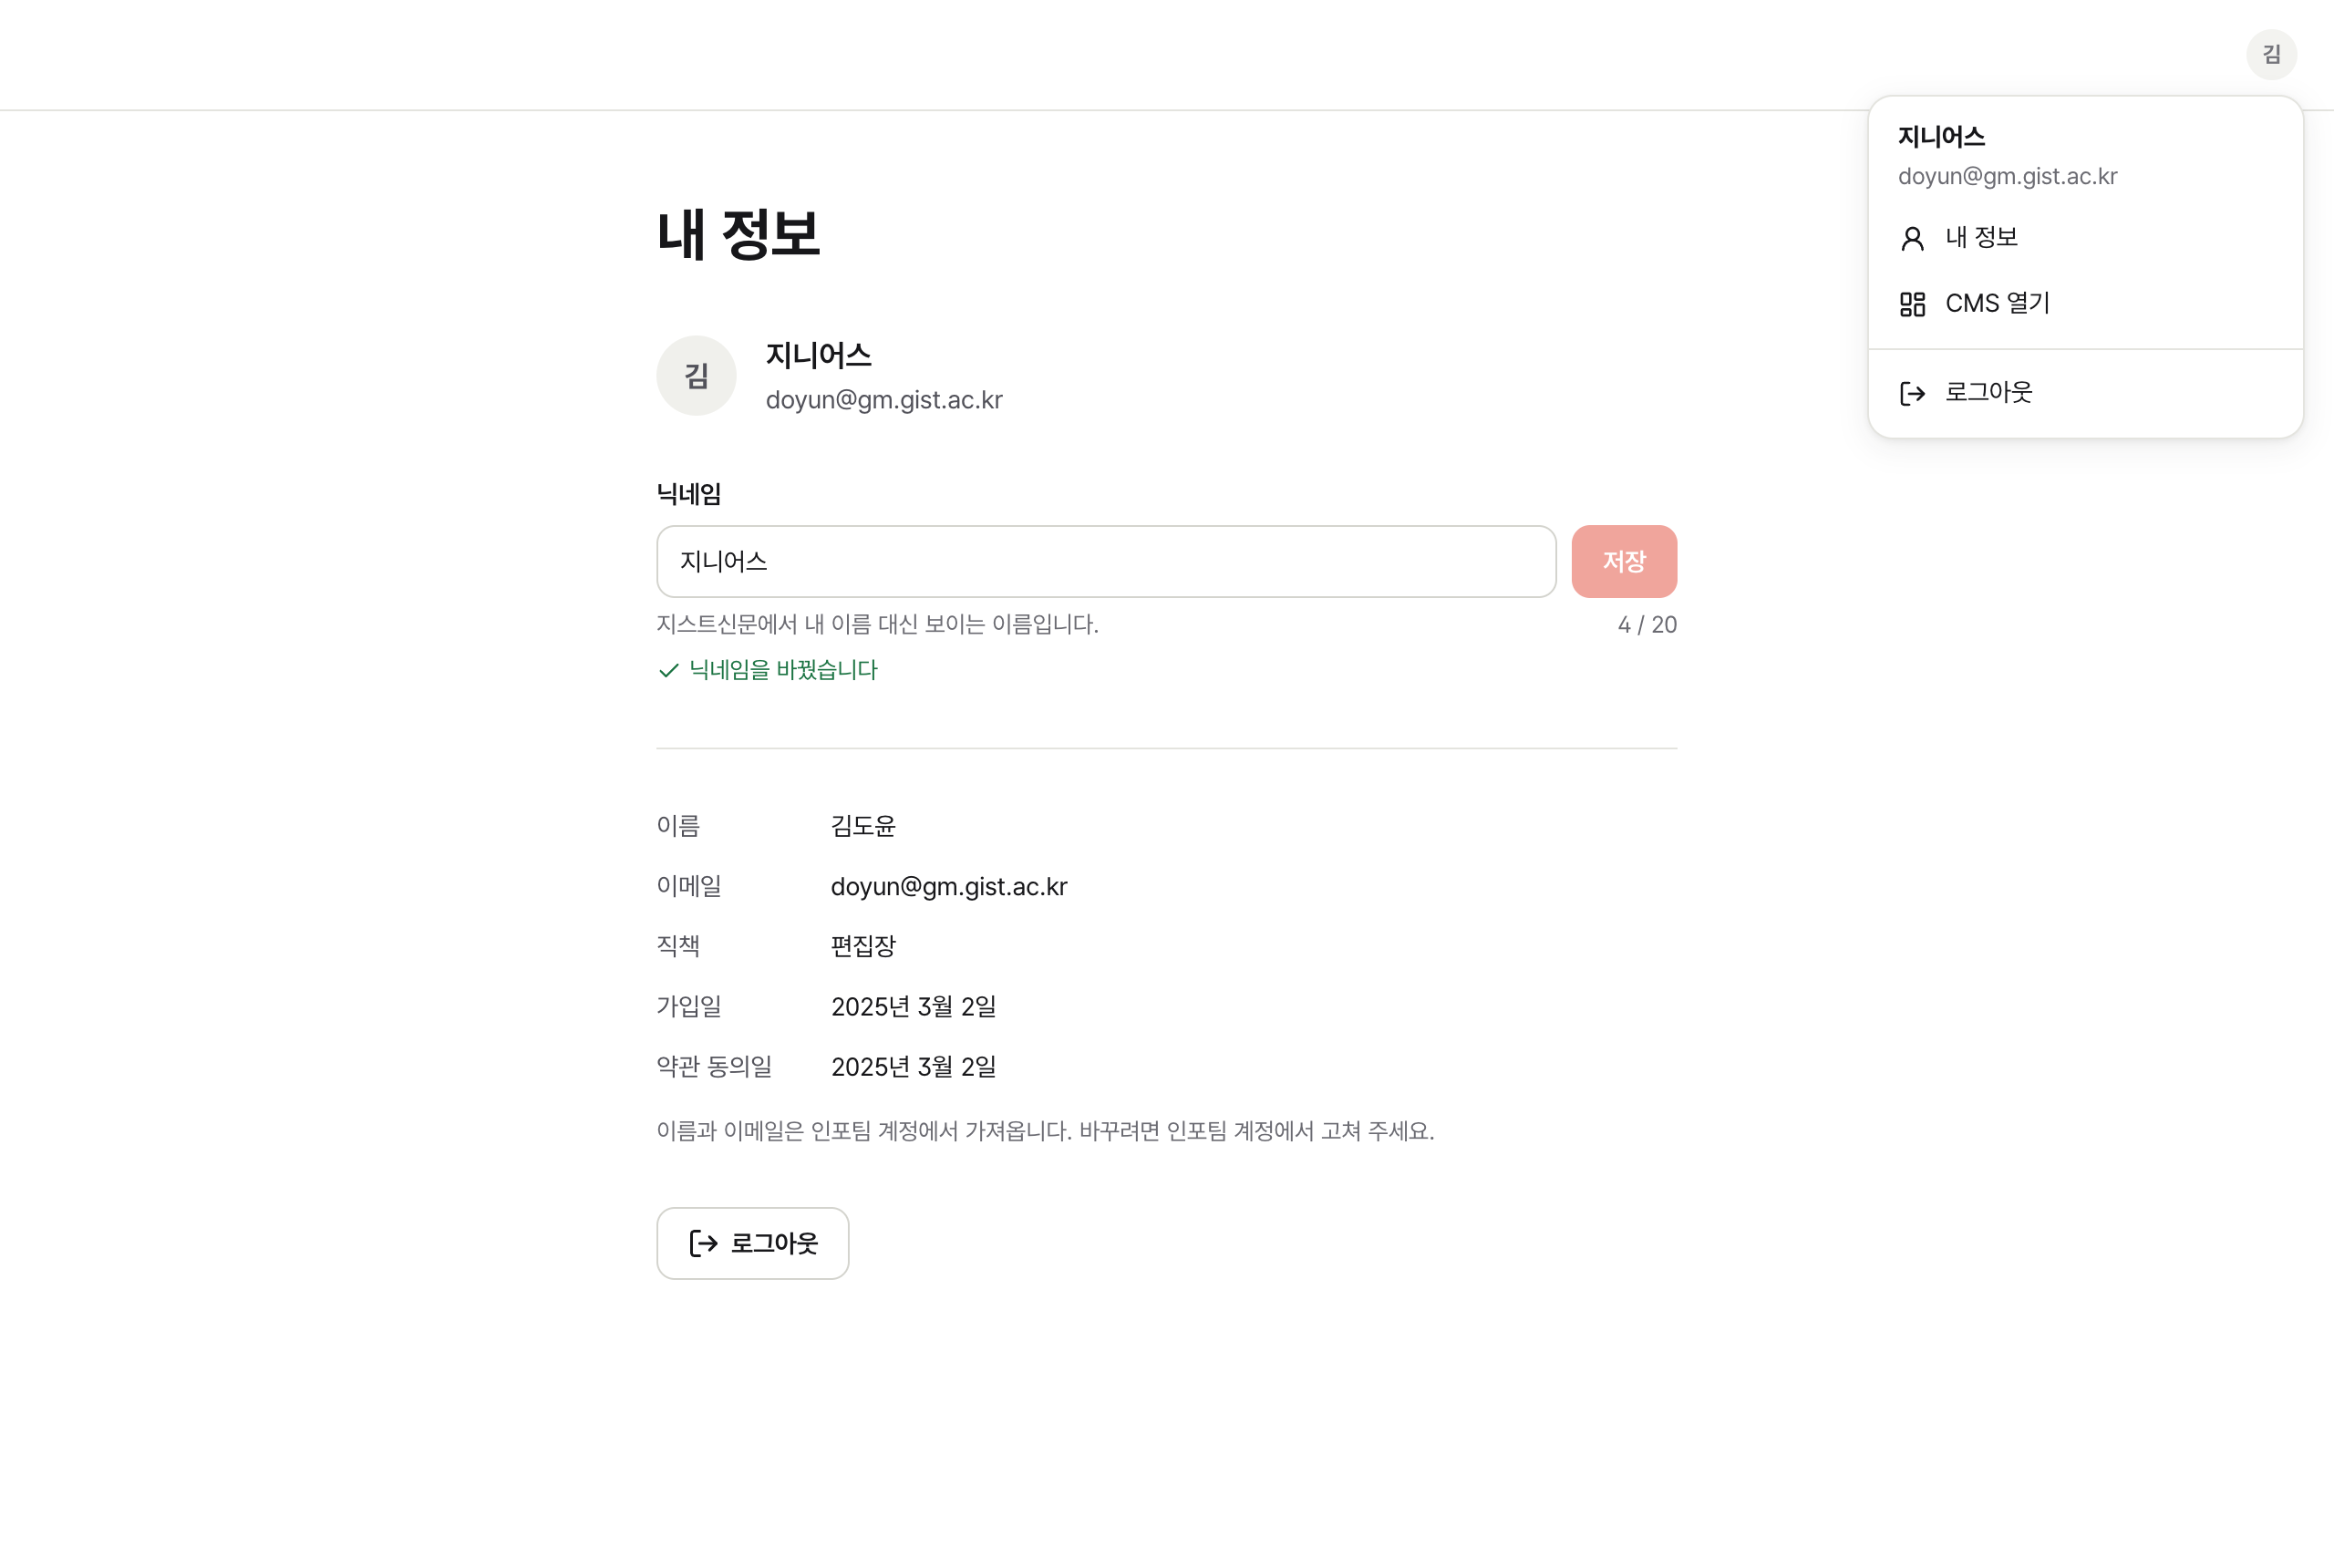 김
지니어스
doyun@gm.gist.ac.kr
내 정보
CMS 열기
로그아웃
내 정보
김
지니어스
doyun@gm.gist.ac.kr
닉네임
지니어스
저장
지스트신문에서 내 이름 대신 보이는 이름입니다.
4 / 20
닉네임을 바꿨습니다
이름 김도윤
이메일 doyun@gm.gist.ac.kr
직책 편집장
가입일 2025년 3월 2일
약관 동의일 2025년 3월 2일
이름과 이메일은 인포팀 계정에서 가져옵니다. 바꾸려면 인포팀 계정에서 고쳐 주세요.
로그아웃